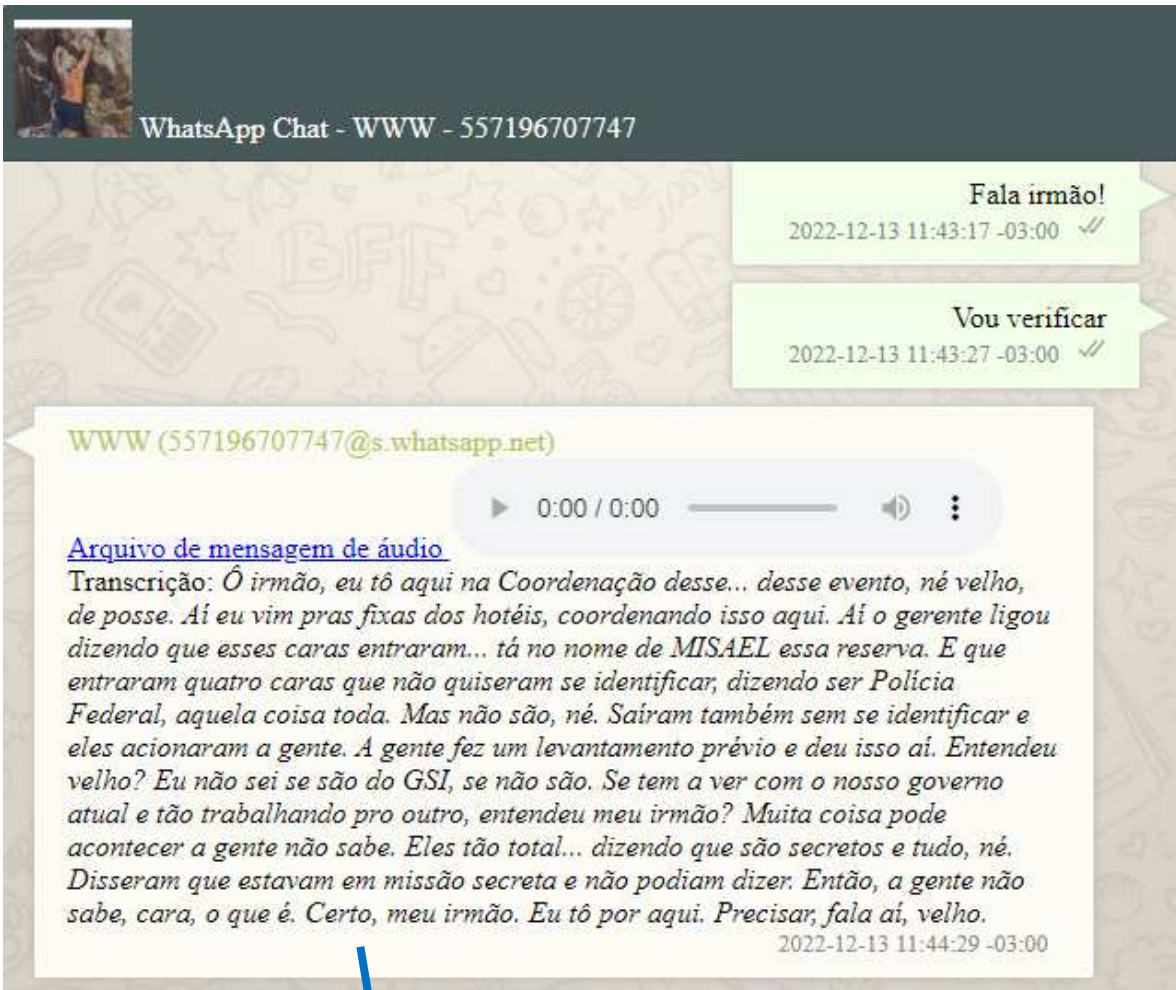 WhatsApp Chat - WWW - 557196707747
Fala irmão!
2022-12-13 11:43:17 -03:00
Vou verificar
2022-12-13 11:43:27 -03:00
WWW (557196707747@s.whatsapp.net)
0:00 / 0:00
Arquivo de mensagem de áudio
Transcrição: Ô irmão, eu tô aqui na Coordenação desse... desse evento, né velho,
de posse. Aí eu vim pras fixas dos hotéis, coordenando isso aqui. Aí o gerente ligou
dizendo que esses caras entraram... tá no nome de MISAEL essa reserva. E que
entraram quatro caras que não quiseram se identificar, dizendo ser Polícia
Federal, aquela coisa toda. Mas não são, né. Saíram também sem se identificar e
eles acionaram a gente. A gente fez um levantamento prévio e deu isso aí. Entendeu
velho? Eu não sei se são do GSI, se não são. Se tem a ver com o nosso governo
atual e tão trabalhando pro outro, entendeu meu irmão? Muita coisa pode
acontecer a gente não sabe. Eles tão total... dizendo que são secretos e tudo, né.
Disseram que estavam em missão secreta e não podiam dizer. Então, a gente não
sabe, cara, o que é. Certo, meu irmão. Eu tô por aqui. Precisar, fala aí, velho.
2022-12-13 11:44:29 -03:00
BFF